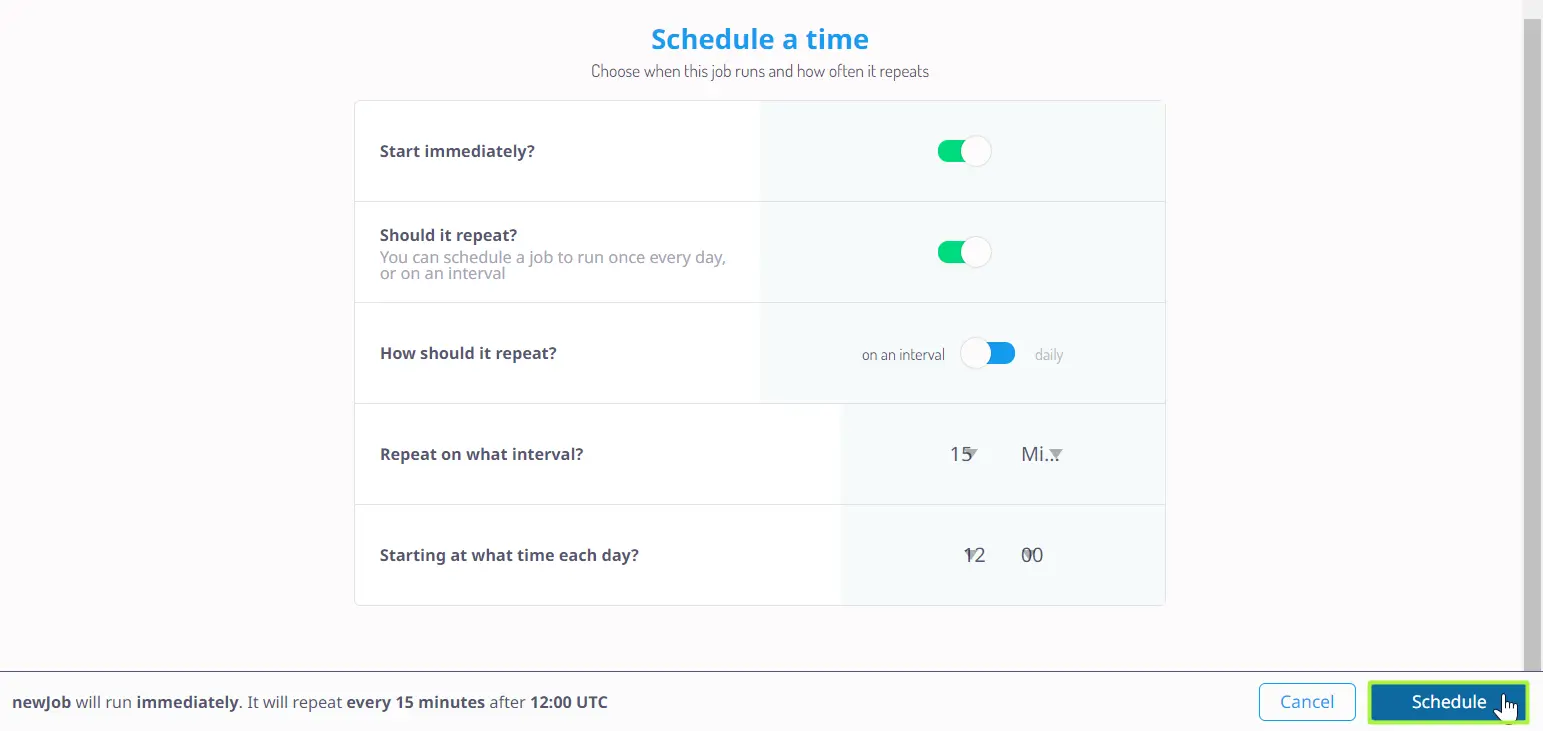 Schedule a time
Choose when this job runs and how often it repeats
Start immediately?
Should it repeat?
You can schedule a job to run once every day,
or on an interval
How should it repeat?
on an interval daily
Repeat on what interval?
15 Mi...
Starting at what time each day?
12 00
newJob will run immediately. It will repeat every 15 minutes after 12:00 UTC
Cancel
Schedule